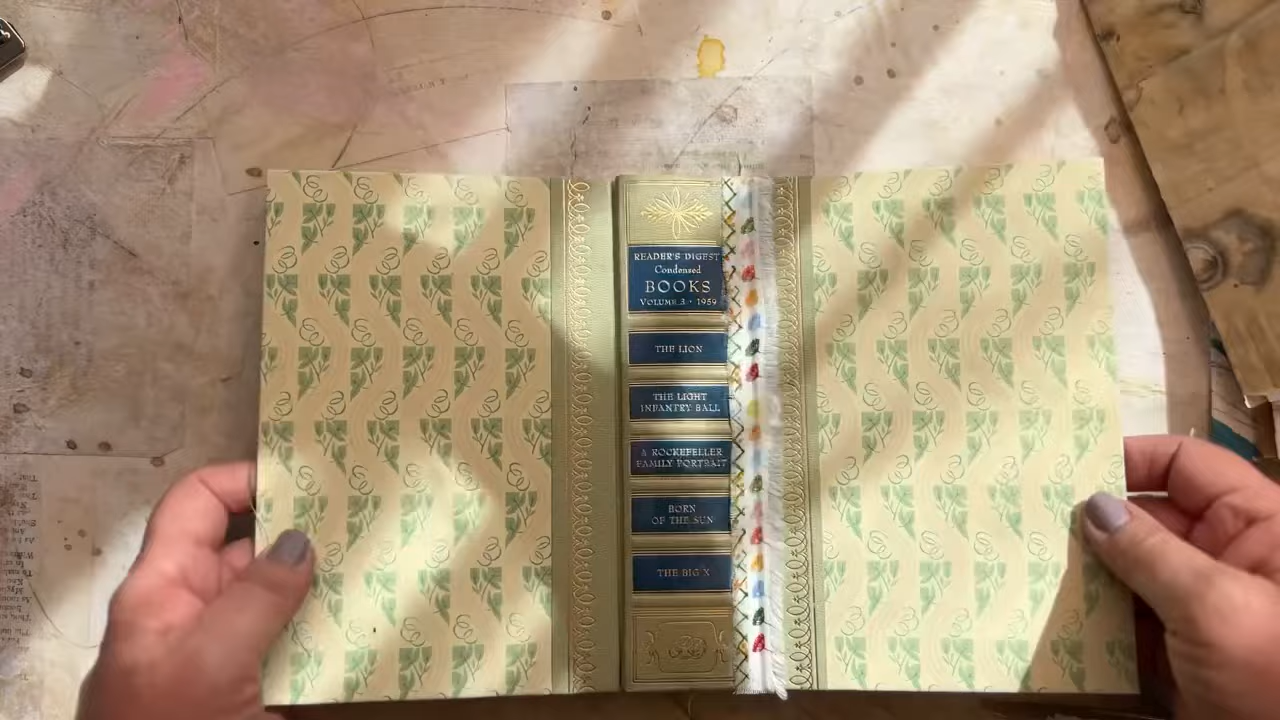 READER'S DIGEST
Condensed
BOOKS
VOLUME 3 • 1959
THE LION
THE LIGHT
INFANTRY BALL
A ROCKEFELLER
FAMILY PORTRAIT
BORN
OF THE SUN
THE BIG X